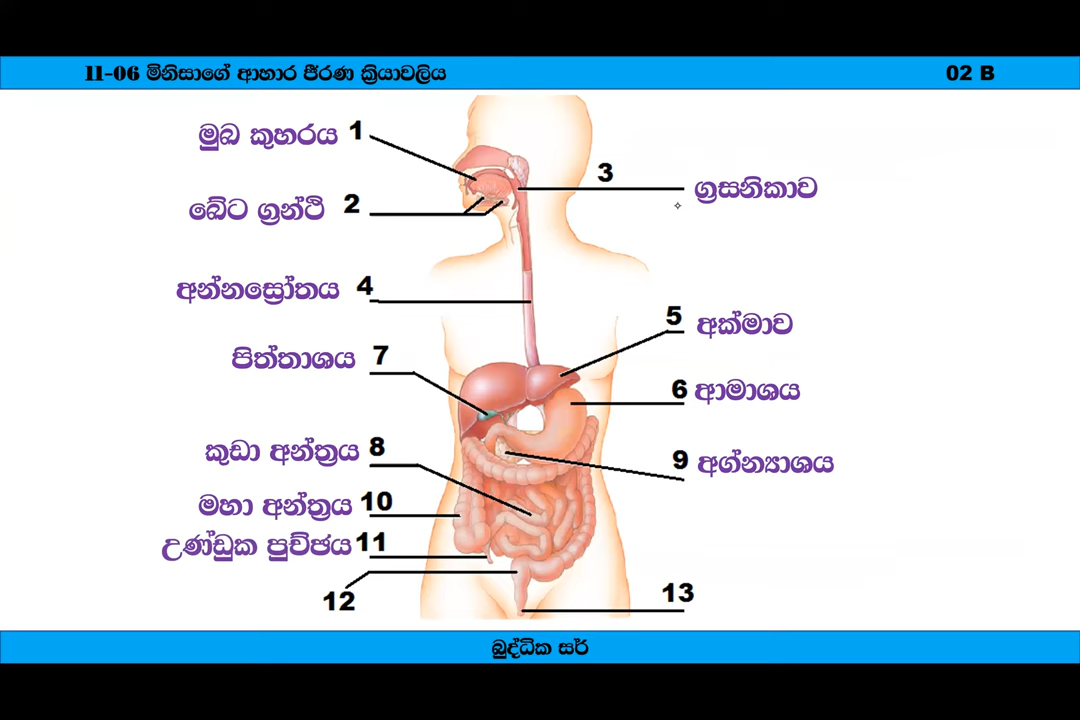 11-06 මිනිසාගේ ආහාර ජීරණ ක්‍රියාවලිය 02 B
මුඛ කුහරය 1
3 ග්‍රසනිකාව
ඛේට ග්‍රන්ථි 2
අන්නස්‍රෝතය 4
5 අක්මාව
පිත්තාශය 7
6 ආමාශය
කුඩා අන්ත්‍රය 8
9 අග්න්‍යාශය
මහා අන්ත්‍රය 10
උණ්ඩුක පුච්ඡය 11
12
13
බුද්ධික සර්